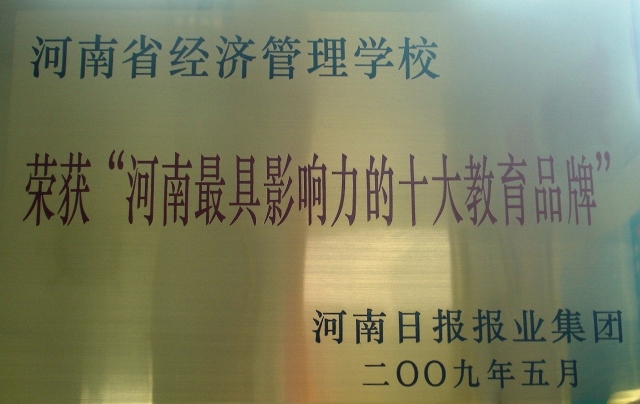 河南省经济管理学校
荣获“河南最具影响力的十大教育品牌”
河南日报报业集团
二〇〇九年五月